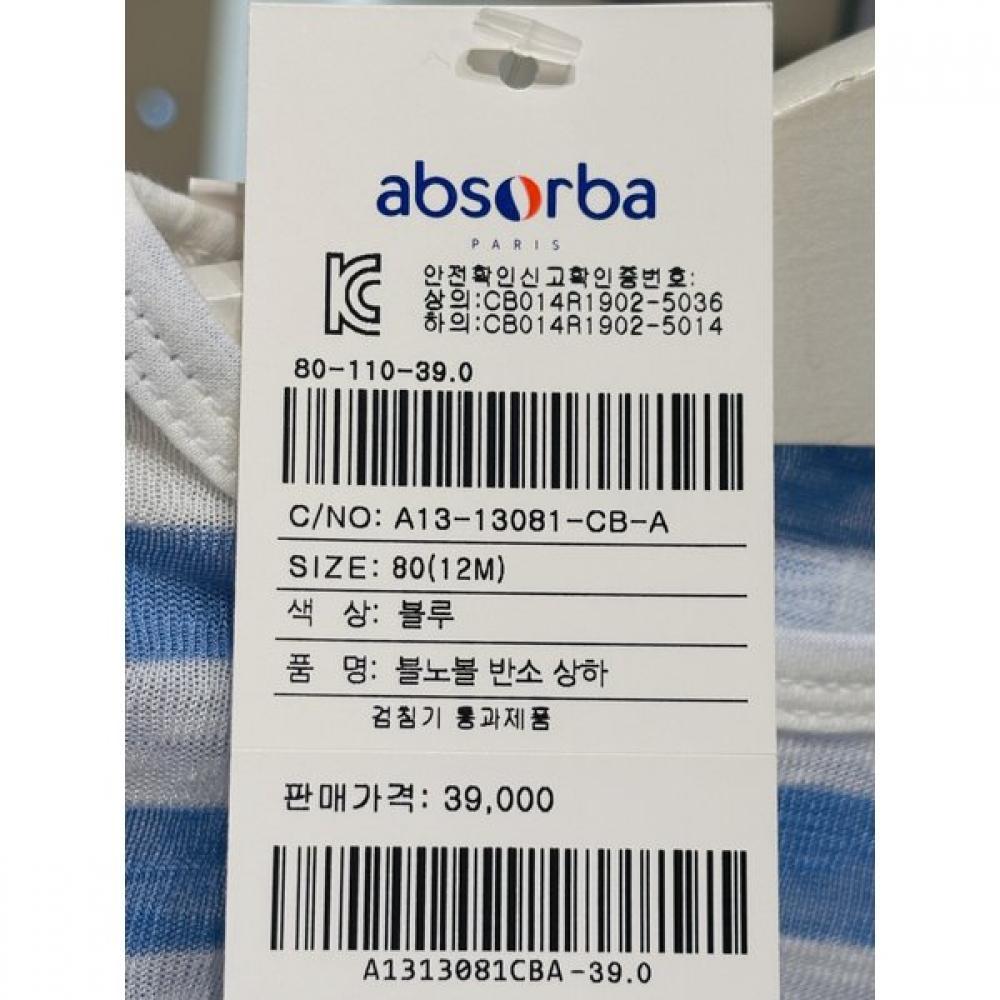 absorba
PARIS
안전확인신고확인증번호:
상의:CB014R1902-5036
하의:CB014R1902-5014
80-110-39.0
C/NO: A13-13081-CB-A
SIZE: 80(12M)
색 상: 블루
품 명: 블노볼 반소 상하
검침기 통과제품
판매가격: 39,000
A1313081CBA-39.0